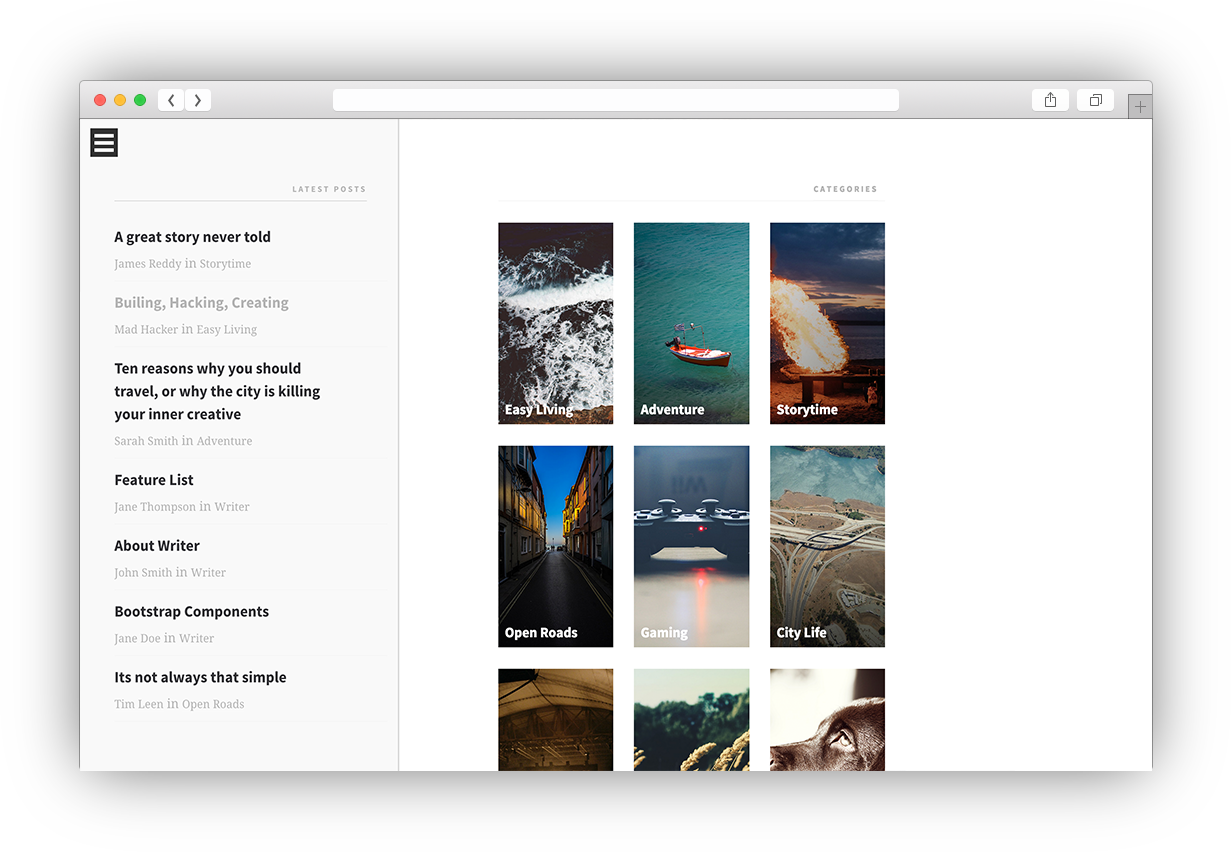 LATEST POSTS
A great story never told
James Reddy in Storytime
Builing, Hacking, Creating
Mad Hacker in Easy Living
Ten reasons why you should
travel, or why the city is killing
your inner creative
Sarah Smith in Adventure
Feature List
Jane Thompson in Writer
About Writer
John Smith in Writer
Bootstrap Components
Jane Doe in Writer
Its not always that simple
Tim Leen in Open Roads
CATEGORIES
Easy Living
Adventure
Storytime
Open Roads
Wii
Gaming
City Life